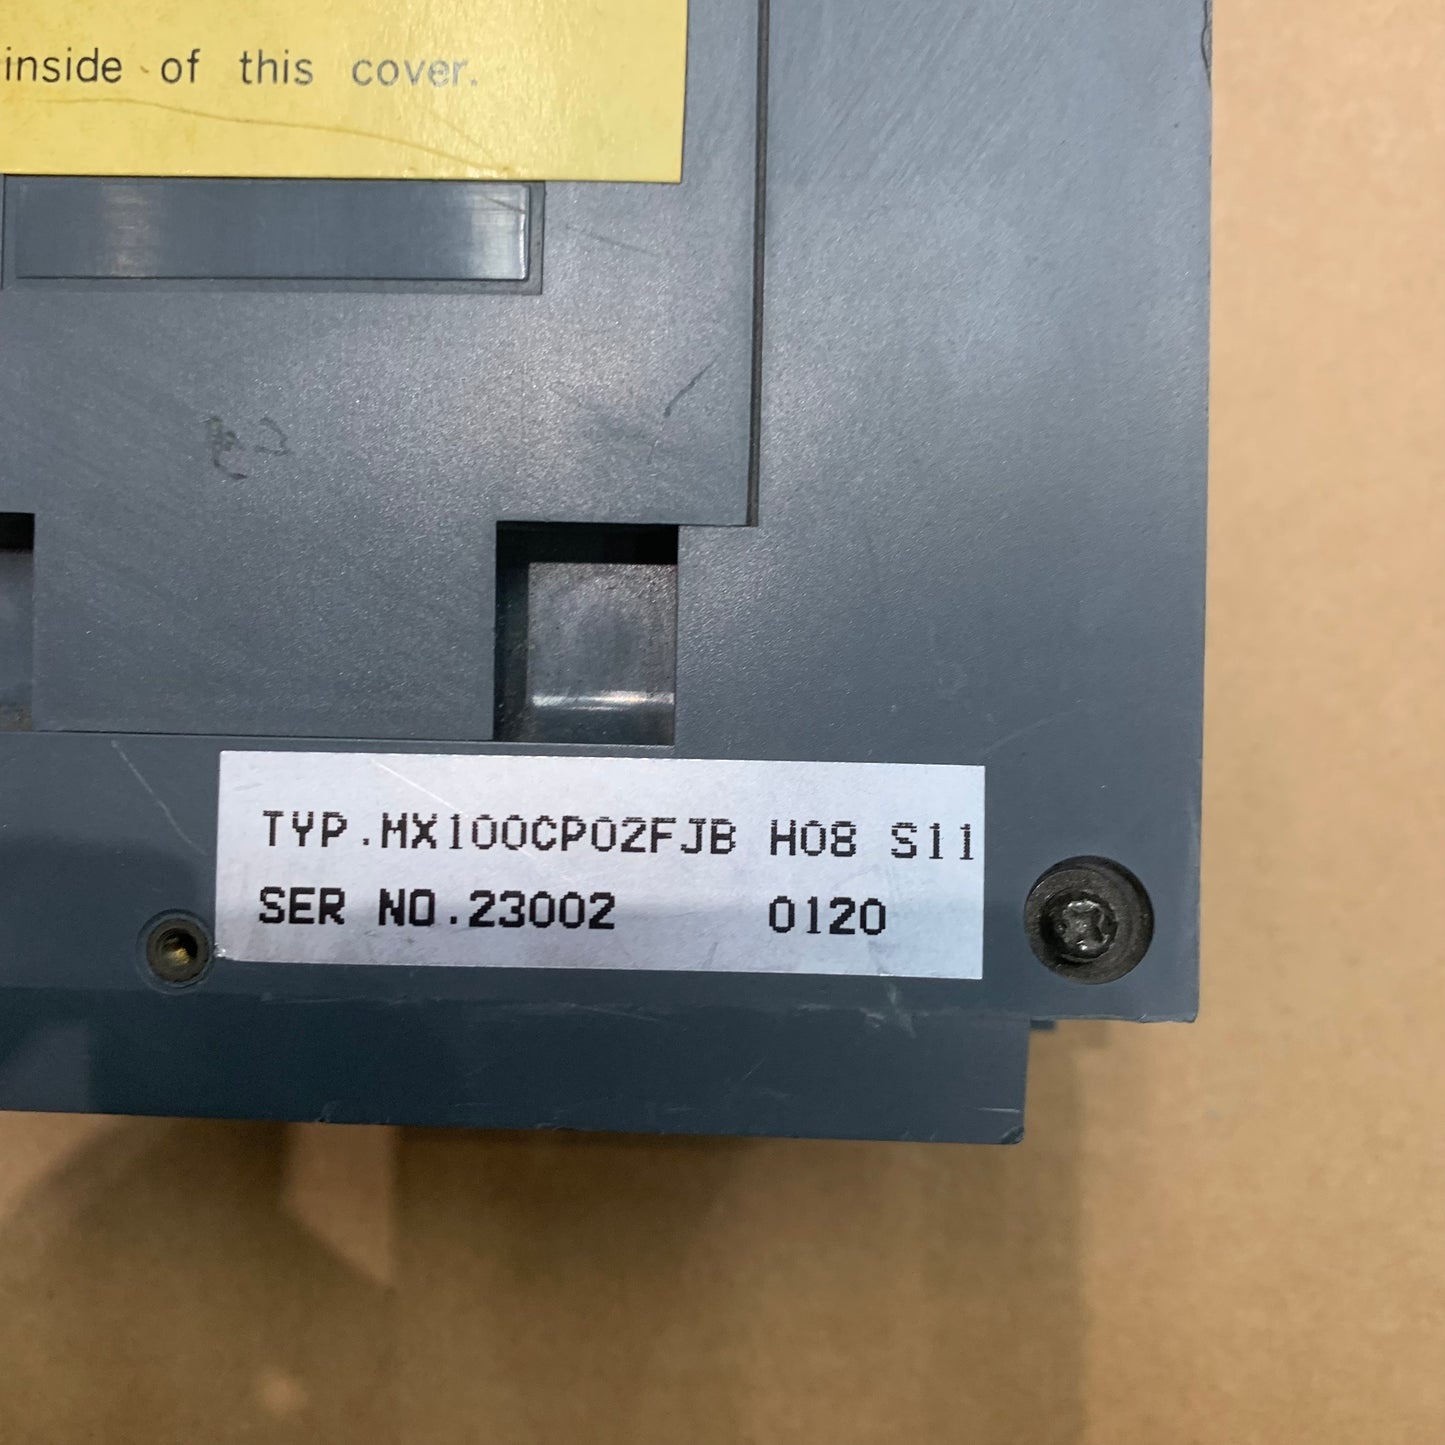 inside of this cover.
TYP.MX100CP02FJB H08 S11
SER NO.23002 0120